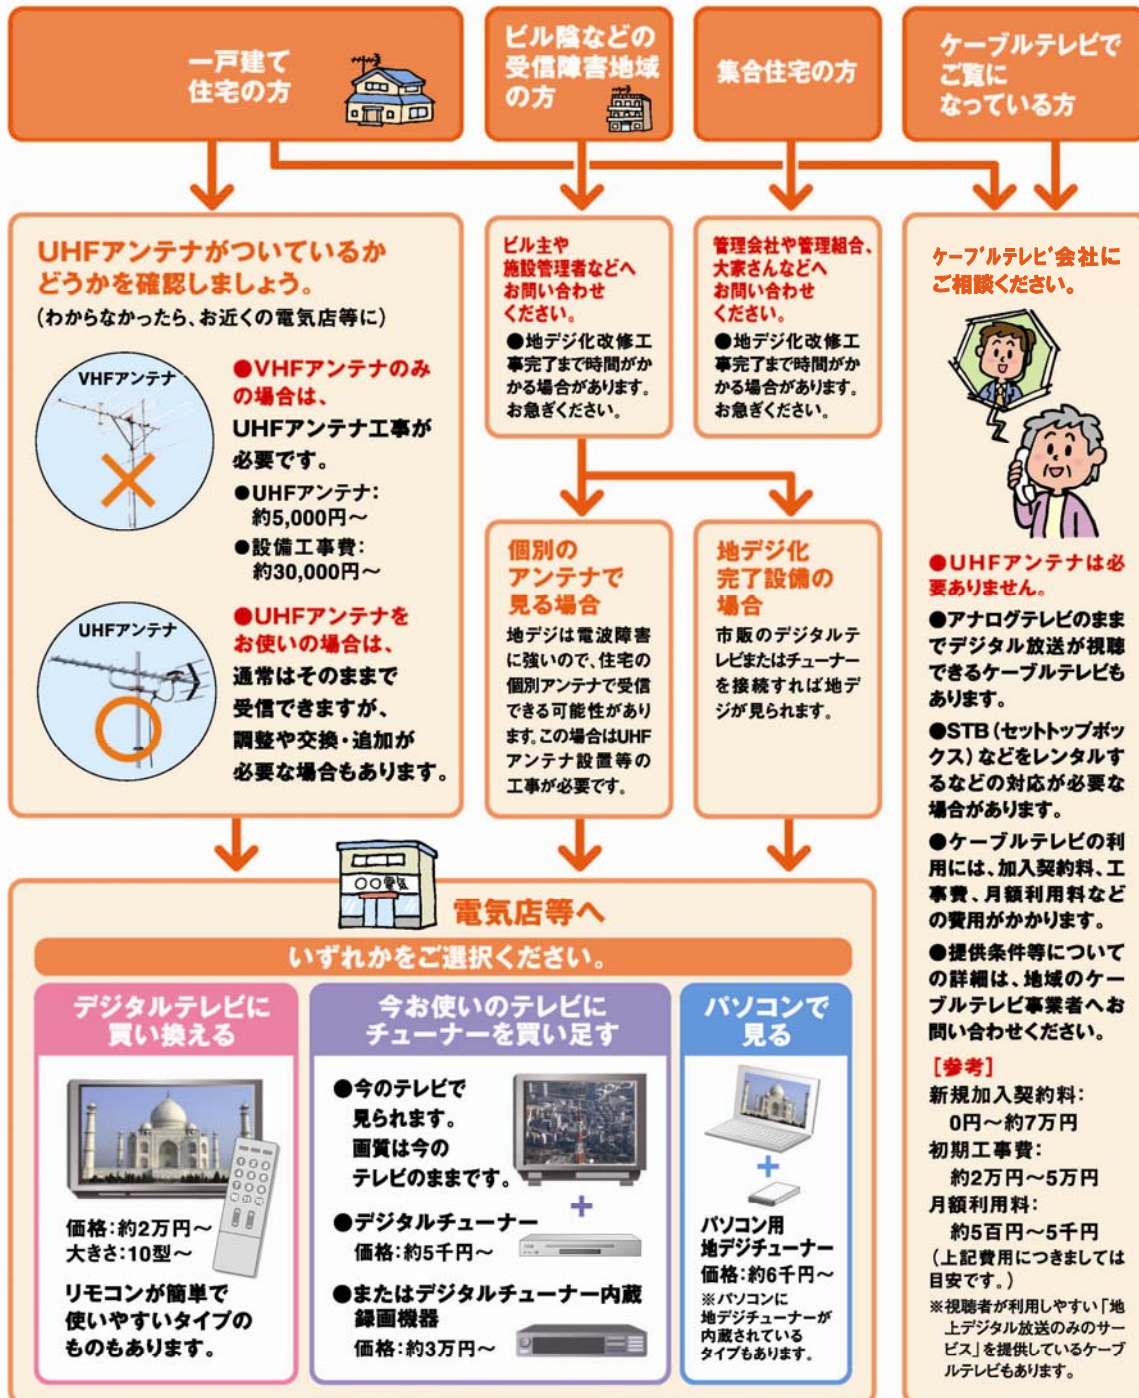 一戸建て
住宅の方
ビル陰などの
受信障害地域
の方
集合住宅の方
ケーブルテレビで
ご覧に
なっている方
UHFアンテナがついているか
どうかを確認しましょう。
(わからなかったら、お近くの電気店等に)
VHFアンテナ
●VHFアンテナのみ
の場合は、
UHFアンテナ工事が
必要です。
●UHFアンテナ:
約5,000円～
●設備工事費:
約30,000円～
UHFアンテナ
●UHFアンテナを
お使いの場合は、
通常はそのままで
受信できますが、
調整や交換・追加が
必要な場合もあります。
ビル主や
施設管理者などへ
お問い合わせ
ください。
●地デジ化改修工
事完了まで時間がか
かる場合があります。
お急ぎください。
管理会社や管理組合、
大家さんなどへ
お問い合わせ
ください。
●地デジ化改修工
事完了まで時間がか
かる場合があります。
お急ぎください。
個別の
アンテナで
見る場合
地デジは電波障害
に強いので、住宅の
個別アンテナで受信
できる可能性があり
ます。この場合はUHF
アンテナ設置等の
工事が必要です。
地デジ化
完了設備の
場合
市販のデジタルテ
レビまたはチューナー
を接続すれば地デ
ジが見られます。
ケーブルテレビ会社に
ご相談ください。
●UHFアンテナは必
要ありません。
●アナログテレビのまま
でデジタル放送が視聴
できるケーブルテレビも
あります。
●STB(セットトップボ
ックス)などをレンタルす
るなどの対応が必要な
場合があります。
●ケーブルテレビの利
用には、加入契約料、工
事費、月額利用料など
の費用がかかります。
●提供条件等について
の詳細は、地域のケー
ブルテレビ事業者へお
問い合わせください。
[参考]
新規加入契約料:
0円～約7万円
初期工事費:
約2万円～5万円
月額利用料:
約5百円～5千円
(上記費用につきましては
目安です。)
※視聴者が利用しやすい「地
上デジタル放送のみのサー
ビス」を提供しているケーブ
ルテレビもあります。
○○電気
電気店等へ
いずれかをご選択ください。
デジタルテレビに
買い換える
価格:約2万円～
大きさ:10型～
リモコンが簡単で
使いやすいタイプの
ものもあります。
今お使いのテレビに
チューナーを買い足す
●今のテレビで
見られます。
画質は今の
テレビのままです。
+
●デジタルチューナー
価格:約5千円～
●またはデジタルチューナー内蔵
録画機器
価格:約3万円～
パソコンで
見る
+
パソコン用
地デジチューナー
価格:約6千円～
※パソコンに
地デジチューナーが
内蔵されている
タイプもあります。